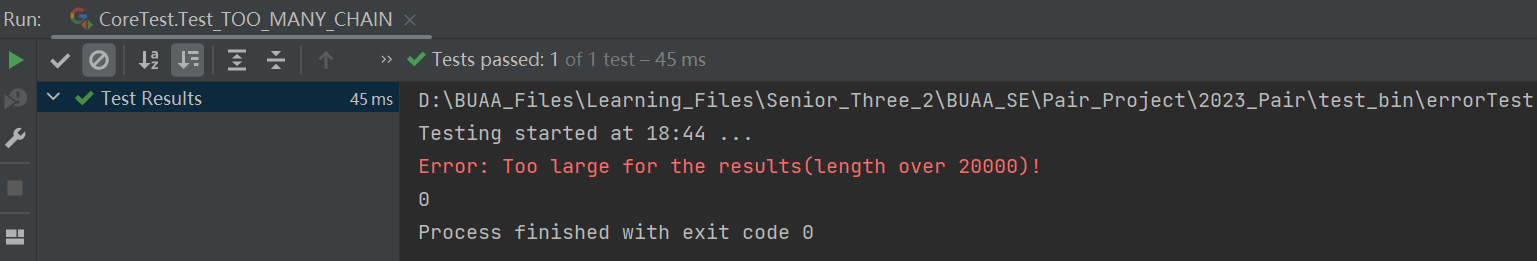 Run: CoreTest.Test_TOO_MANY_CHAIN ×
Tests passed: 1 of 1 test – 45 ms
Test Results 45 ms
D:\BUAA_Files\Learning_Files\Senior_Three_2\BUAA_SE\Pair_Project\2023_Pair\test_bin\errorTest
Testing started at 18:44 ...
Error: Too large for the results(length over 20000)!
0
Process finished with exit code 0